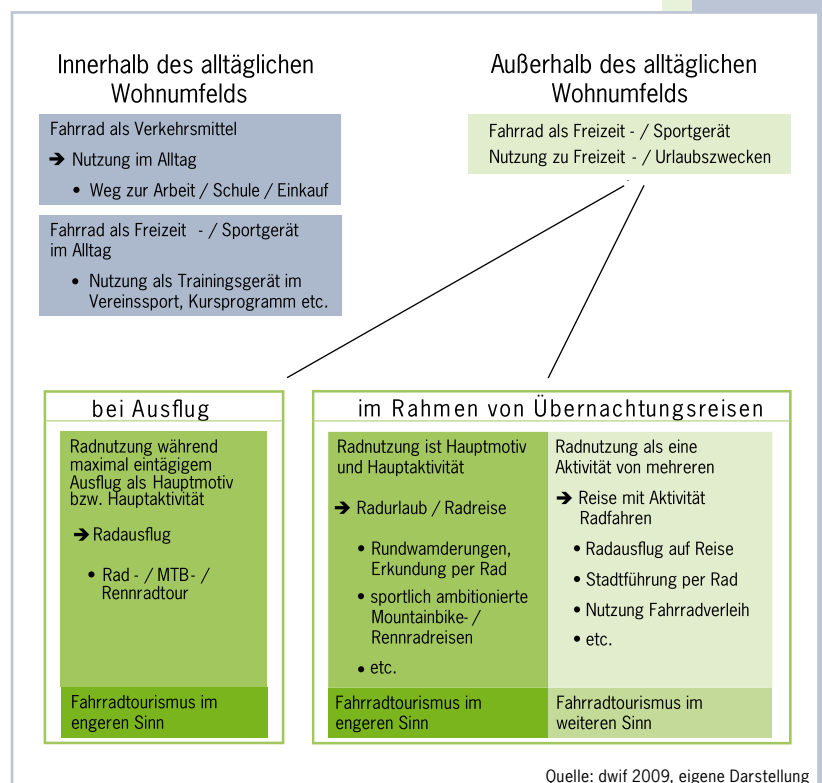 Innerhalb des alltäglichen
Wohnumfelds
Fahrrad als Verkehrsmittel
➔ Nutzung im Alltag
• Weg zur Arbeit / Schule / Einkauf
Fahrrad als Freizeit - / Sportgerät
im Alltag
• Nutzung als Trainingsgerät im
Vereinssport, Kursprogramm etc.
Außerhalb des alltäglichen
Wohnumfelds
Fahrrad als Freizeit - / Sportgerät
Nutzung zu Freizeit - / Urlaubszwecken
bei Ausflug
Radnutzung während
maximal eintägigem
Ausflug als Hauptmotiv
bzw. Hauptaktivität
➔ Radausflug
• Rad - / MTB- /
Rennradtour
Fahrradtourismus im
engeren Sinn
im Rahmen von Übernachtungsreisen
Radnutzung ist Hauptmotiv
und Hauptaktivität
➔ Radurlaub / Radreise
• Rundwamderungen,
Erkundung per Rad
• sportlich ambitionierte
Mountainbike- /
Rennradreisen
• etc.
Fahrradtourismus im
engeren Sinn
Radnutzung als eine
Aktivität von mehreren
➔ Reise mit Aktivität
Radfahren
• Radausflug auf Reise
• Stadtführung per Rad
• Nutzung Fahrradverleih
• etc.
Fahrradtourismus im
weiteren Sinn
Quelle: dwif 2009, eigene Darstellung